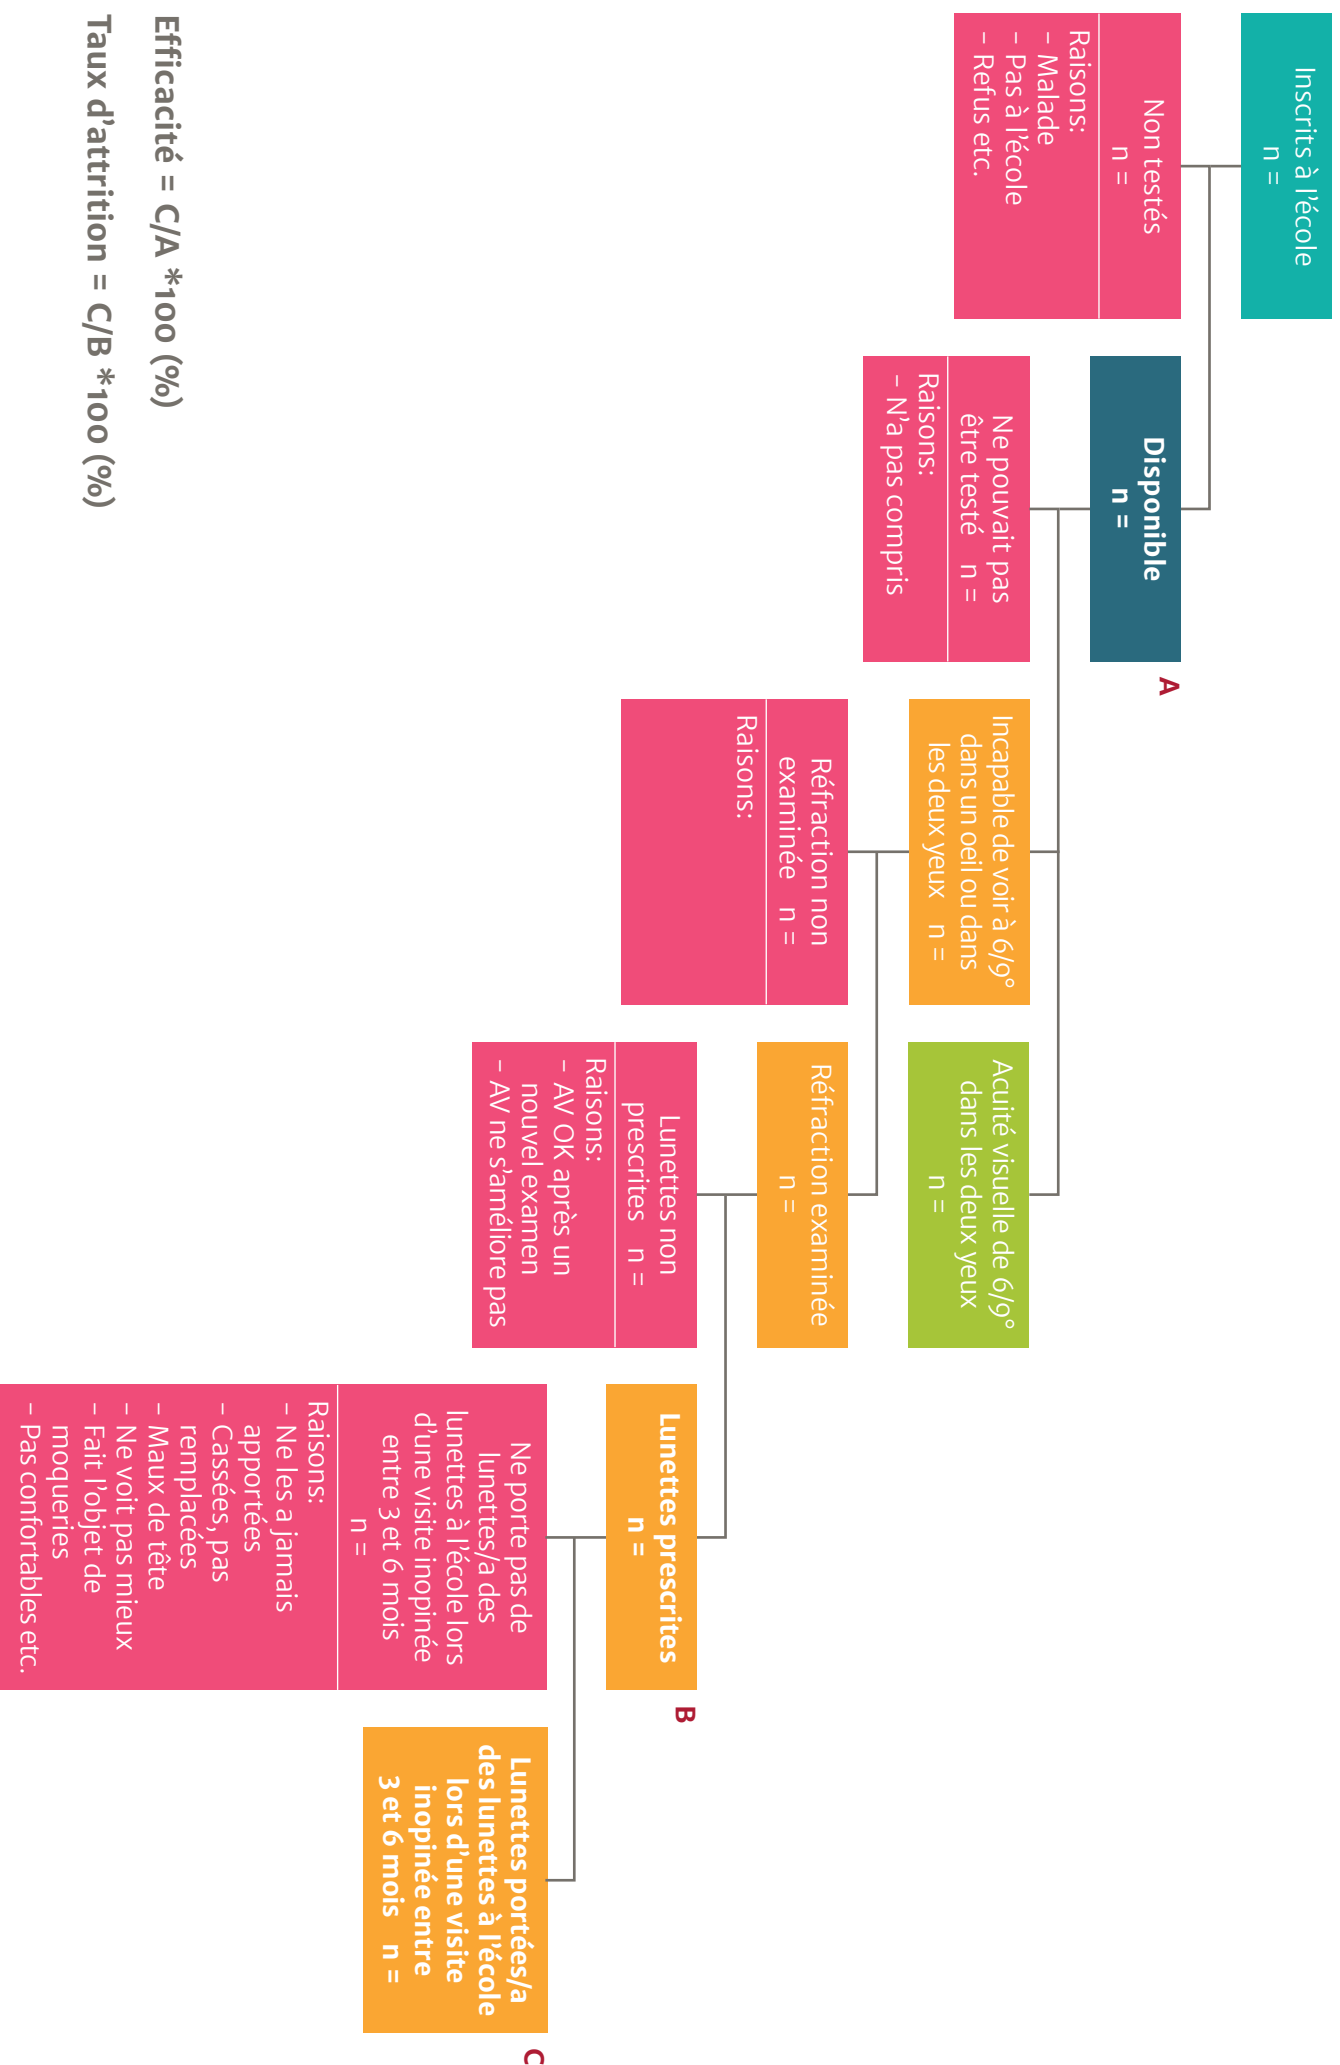 Inscrits à l'école
n =
Non testés
n =
Raisons:
– Malade
– Pas à l'école
– Refus etc.
Disponible
n =
A
Ne pouvait pas
être testé n =
Raisons:
– N'a pas compris
Incapable de voir à 6/9°
dans un oeil ou dans
les deux yeux n =
Acuité visuelle de 6/9°
dans les deux yeux
n =
Réfraction non
examinée n =
Raisons:
Réfraction examinée
n =
Lunettes non
prescrites n =
Raisons:
– AV OK après un
nouvel examen
– AV ne s'améliore pas
Lunettes prescrites
n =
B
Ne porte pas de
lunettes/a des
lunettes à l'école lors
d'une visite inopinée
entre 3 et 6 mois
n =
Raisons:
– Ne les a jamais
apportées
– Cassées, pas
remplacées
– Maux de tête
– Ne voit pas mieux
– Fait l'objet de
moqueries
– Pas confortables etc.
Lunettes portées/a
des lunettes à l'école
lors d'une visite
inopinée entre
3 et 6 mois n =
C
Efficacité = C/A *100 (%)
Taux d'attrition = C/B *100 (%)